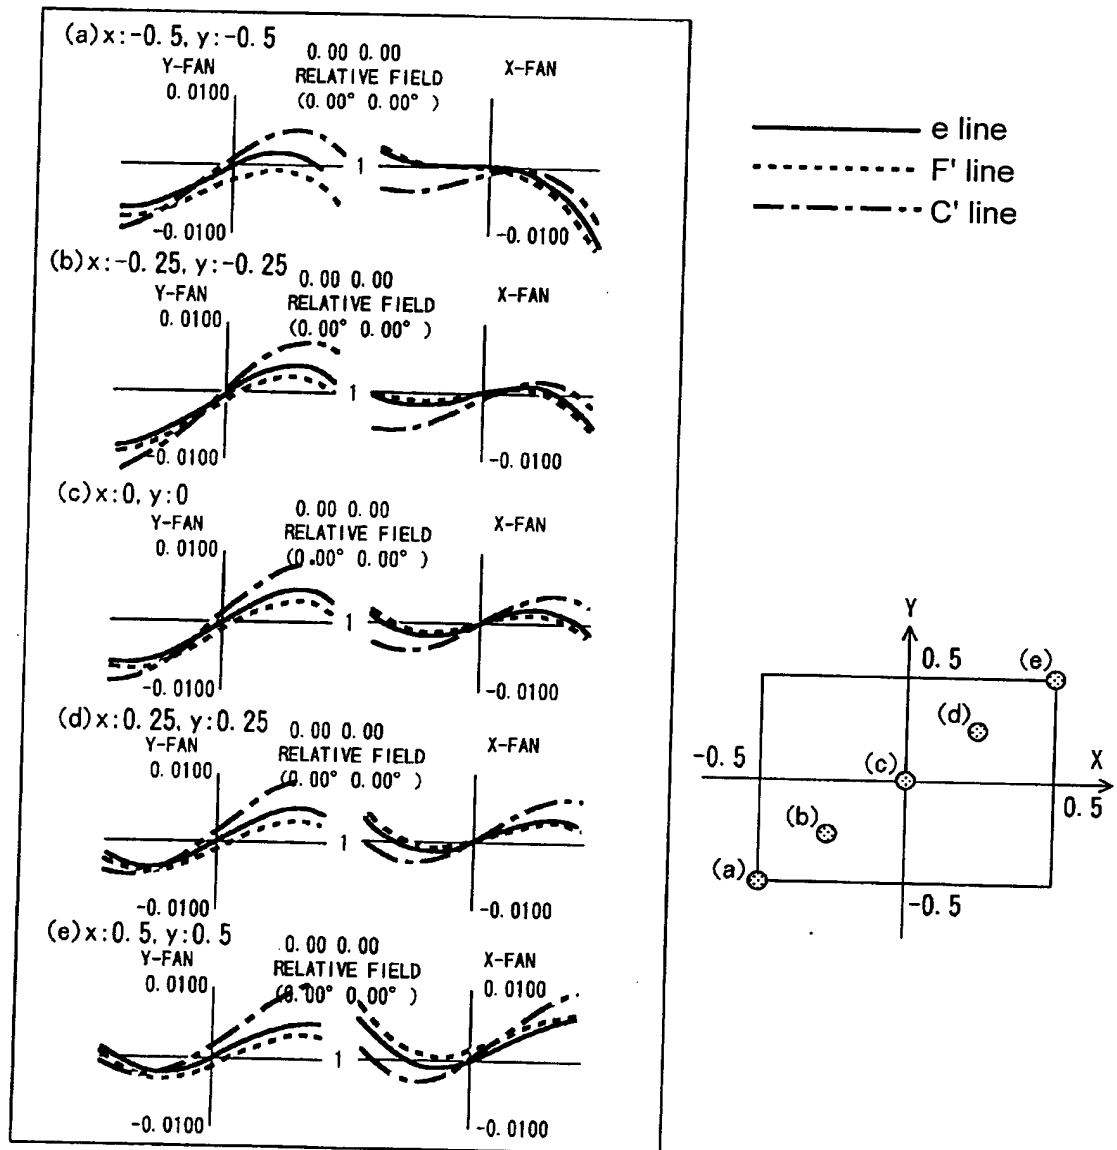 (a)x:-0.5, y:-0.5
0.00 0.00
Y-FAN RELATIVE FIELD X-FAN
0.0100 (0.00° 0.00° )
1
-0.0100 -0.0100
(b)x:-0.25, y:-0.25
0.00 0.00
Y-FAN RELATIVE FIELD X-FAN
0.0100 (0.00° 0.00° )
1
-0.0100 -0.0100
(c)x:0, y:0
0.00 0.00
Y-FAN RELATIVE FIELD X-FAN
0.0100 (0.00° 0.00° )
1
-0.0100 -0.0100
(d)x:0.25, y:0.25
0.00 0.00
Y-FAN RELATIVE FIELD X-FAN
0.0100 (0.00° 0.00° )
1
-0.0100 -0.0100
(e)x:0.5, y:0.5
0.00 0.00
Y-FAN RELATIVE FIELD X-FAN
0.0100 (0.00° 0.00° ) 0.0100
1
-0.0100 -0.0100
e line
F' line
C' line
Y
0.5 (e)
(d)
-0.5 (c) X
0.5
(b)
(a)
-0.5